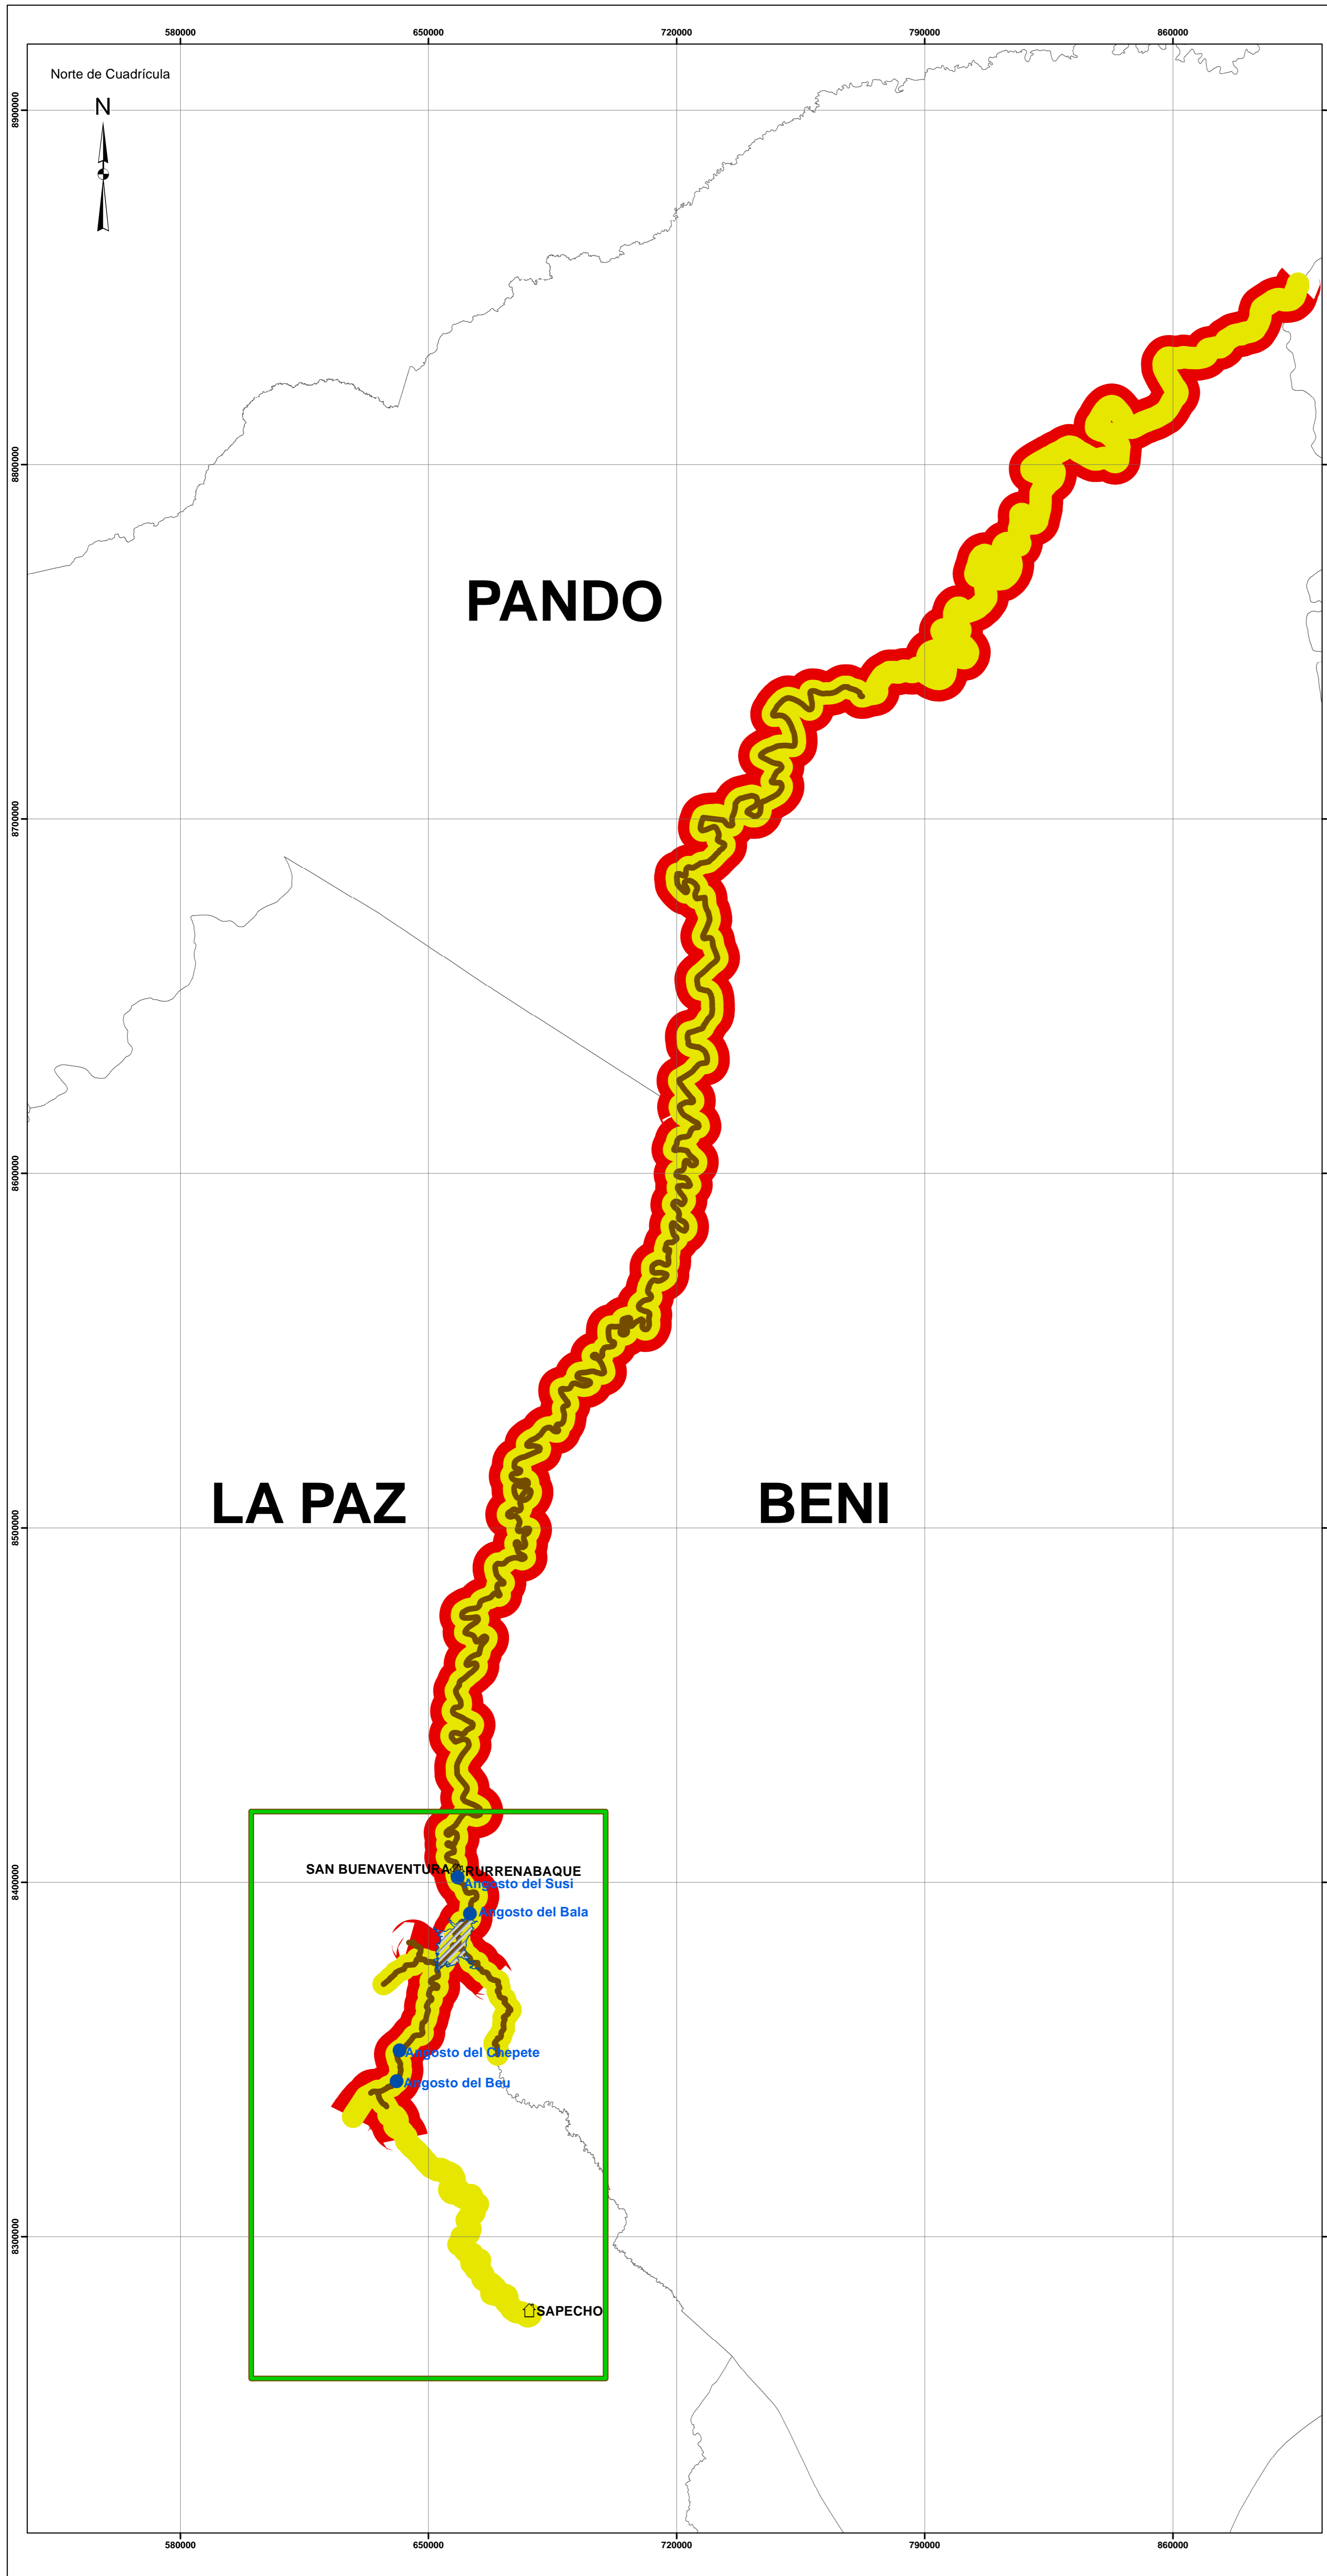 580000 650000 720000 790000 860000
Norte de Cuadrícula
N
8900000
8800000
PANDO
8700000
8600000
LA PAZ
BENI
8500000
SAN BUENAVENTURA
RURRENABAQUE
Angosto del Susi
8400000
Angosto del Bala
Angosto del Chepete
Angosto del Beu
8300000
SAPECHO
580000 650000 720000 790000 860000